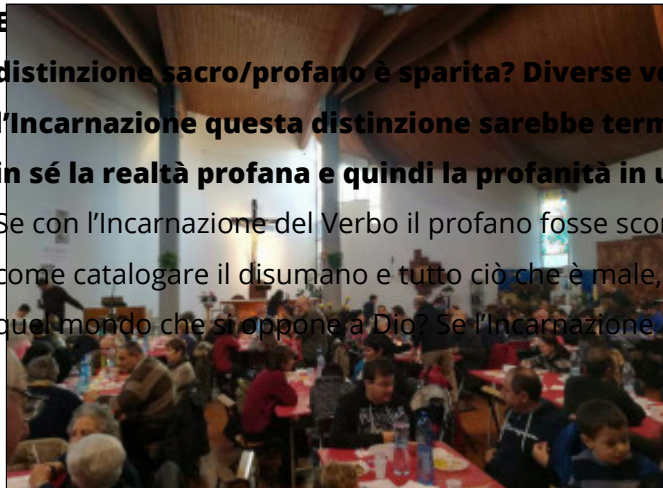 E
distinzione sacro/profano è sparita? Diverse v
l'Incarnazione questa distinzione sarebbe term
in sé la realtà profana e quindi la profanità in u
Se con l'Incarnazione del Verbo il profano fosse sco
come catalogare il disumano e tutto ciò che è male,
quel mondo che si oppone a Dio? Se l'Incarnazione